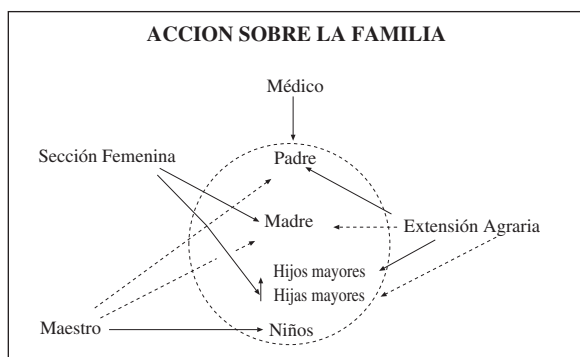 ACCION SOBRE LA FAMILIA
Médico
Sección Femenina
Padre
Madre
Extensión Agraria
Hijos mayores
Hijas mayores
Maestro
Niños